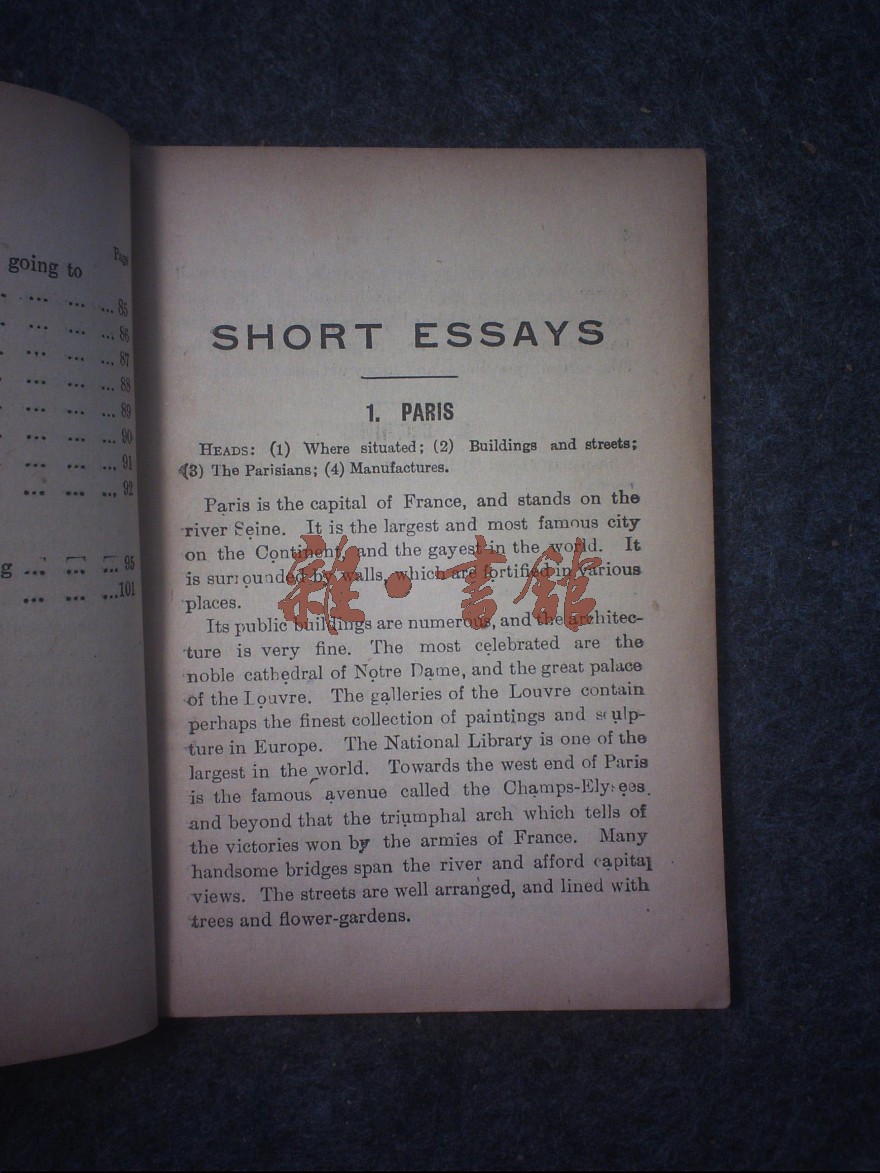 Page
going to
... ... ... 85
... ... ... 86
... ... ... 87
... ... ... 88
... ... ... 89
... ... ... 90
... ... ... 91
... ... ... 92
g ... ... ... 95
... ... ...101
SHORT ESSAYS
1. PARIS
HEADS: (1) Where situated; (2) Buildings and streets;
(3) The Parisians; (4) Manufactures.
Paris is the capital of France, and stands on the
river Seine. It is the largest and most famous city
on the Continent, and the gayest in the world. It
is surrounded by walls, which are fortified in various
places.
Its public buildings are numerous, and the architec-
ture is very fine. The most celebrated are the
noble cathedral of Notre Dame, and the great palace
of the Louvre. The galleries of the Louvre contain
perhaps the finest collection of paintings and sculp-
ture in Europe. The National Library is one of the
largest in the world. Towards the west end of Paris
is the famous avenue called the Champs-Elysees,
and beyond that the triumphal arch which tells of
the victories won by the armies of France. Many
handsome bridges span the river and afford capital
views. The streets are well arranged, and lined with
trees and flower-gardens.
雜·書館